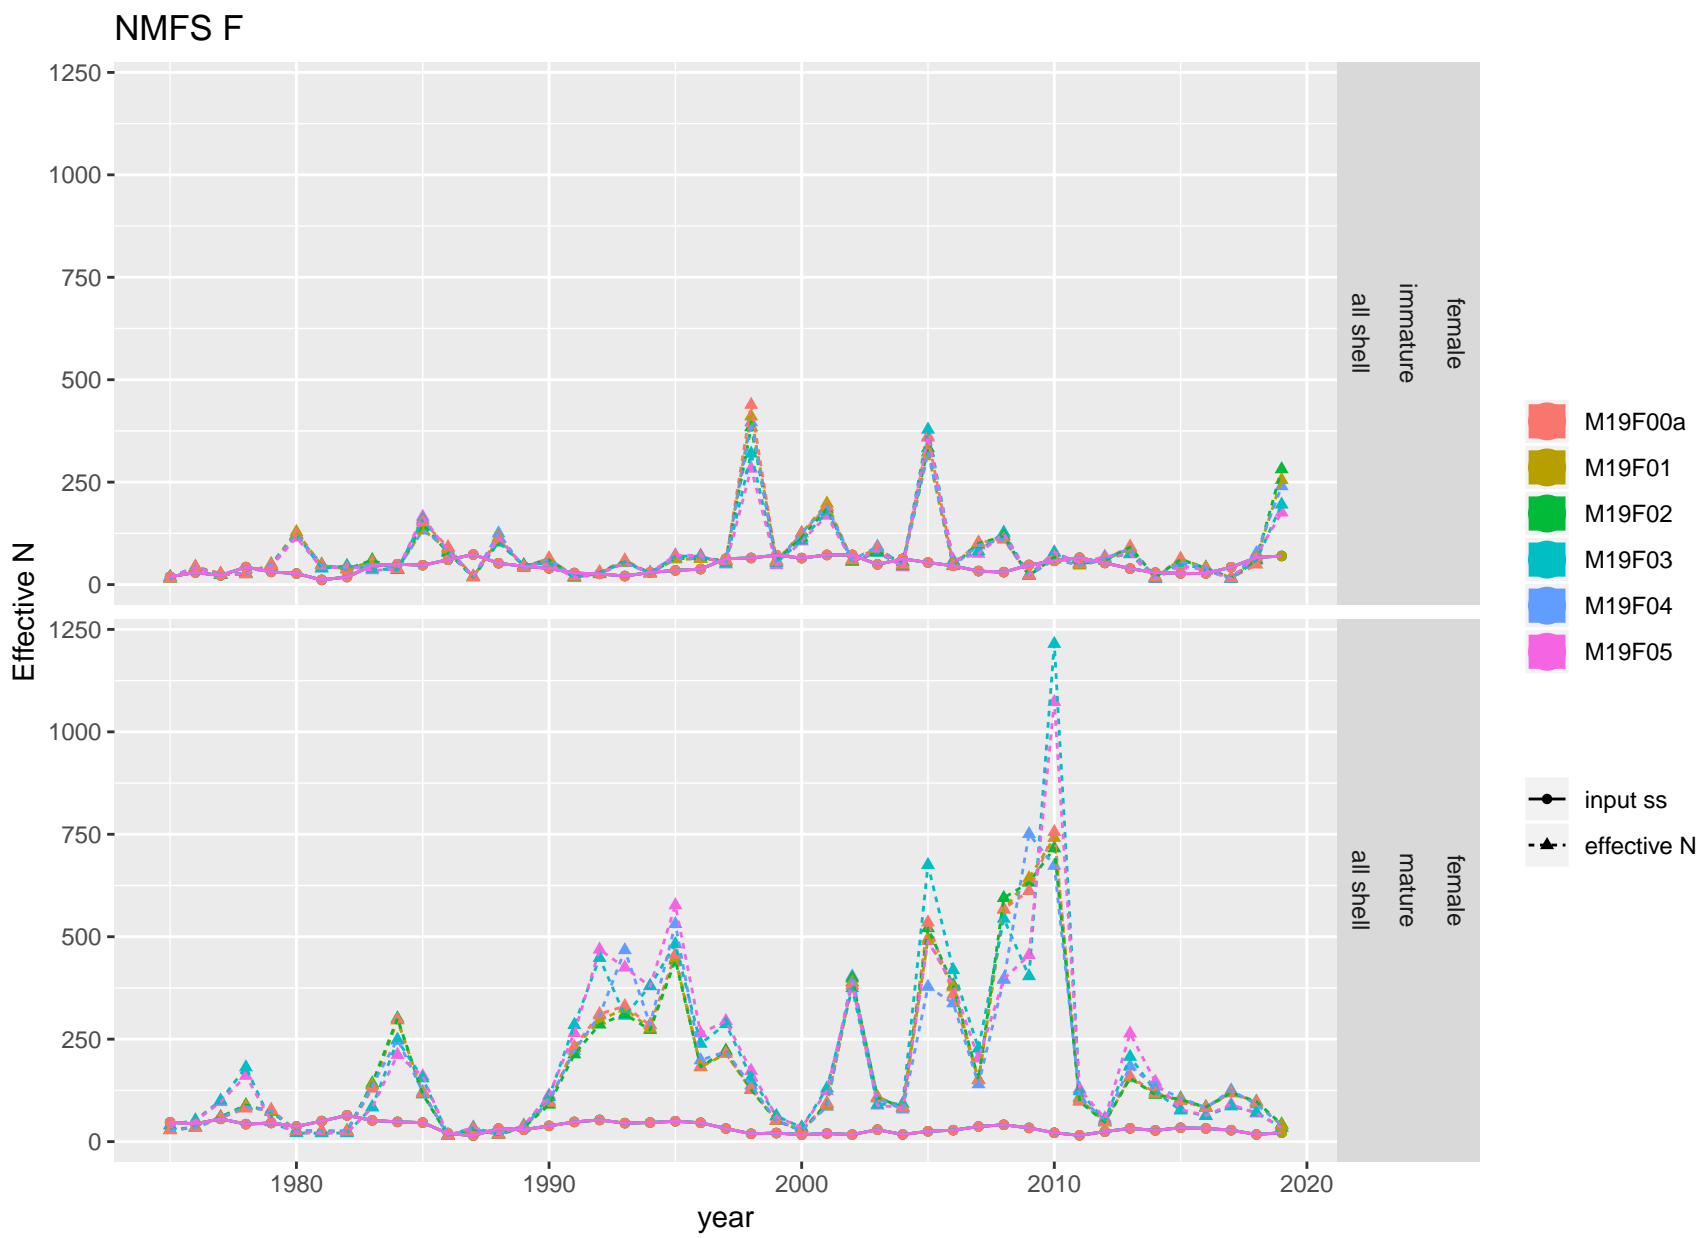 NMFS F
1250
1000
750
500
250
0
all shell
immature
female
1250
1000
750
500
250
0
all shell
mature
female
Effective N
1980
1990
2000
2010
2020
year
M19F00a
M19F01
M19F02
M19F03
M19F04
M19F05
input ss
effective N